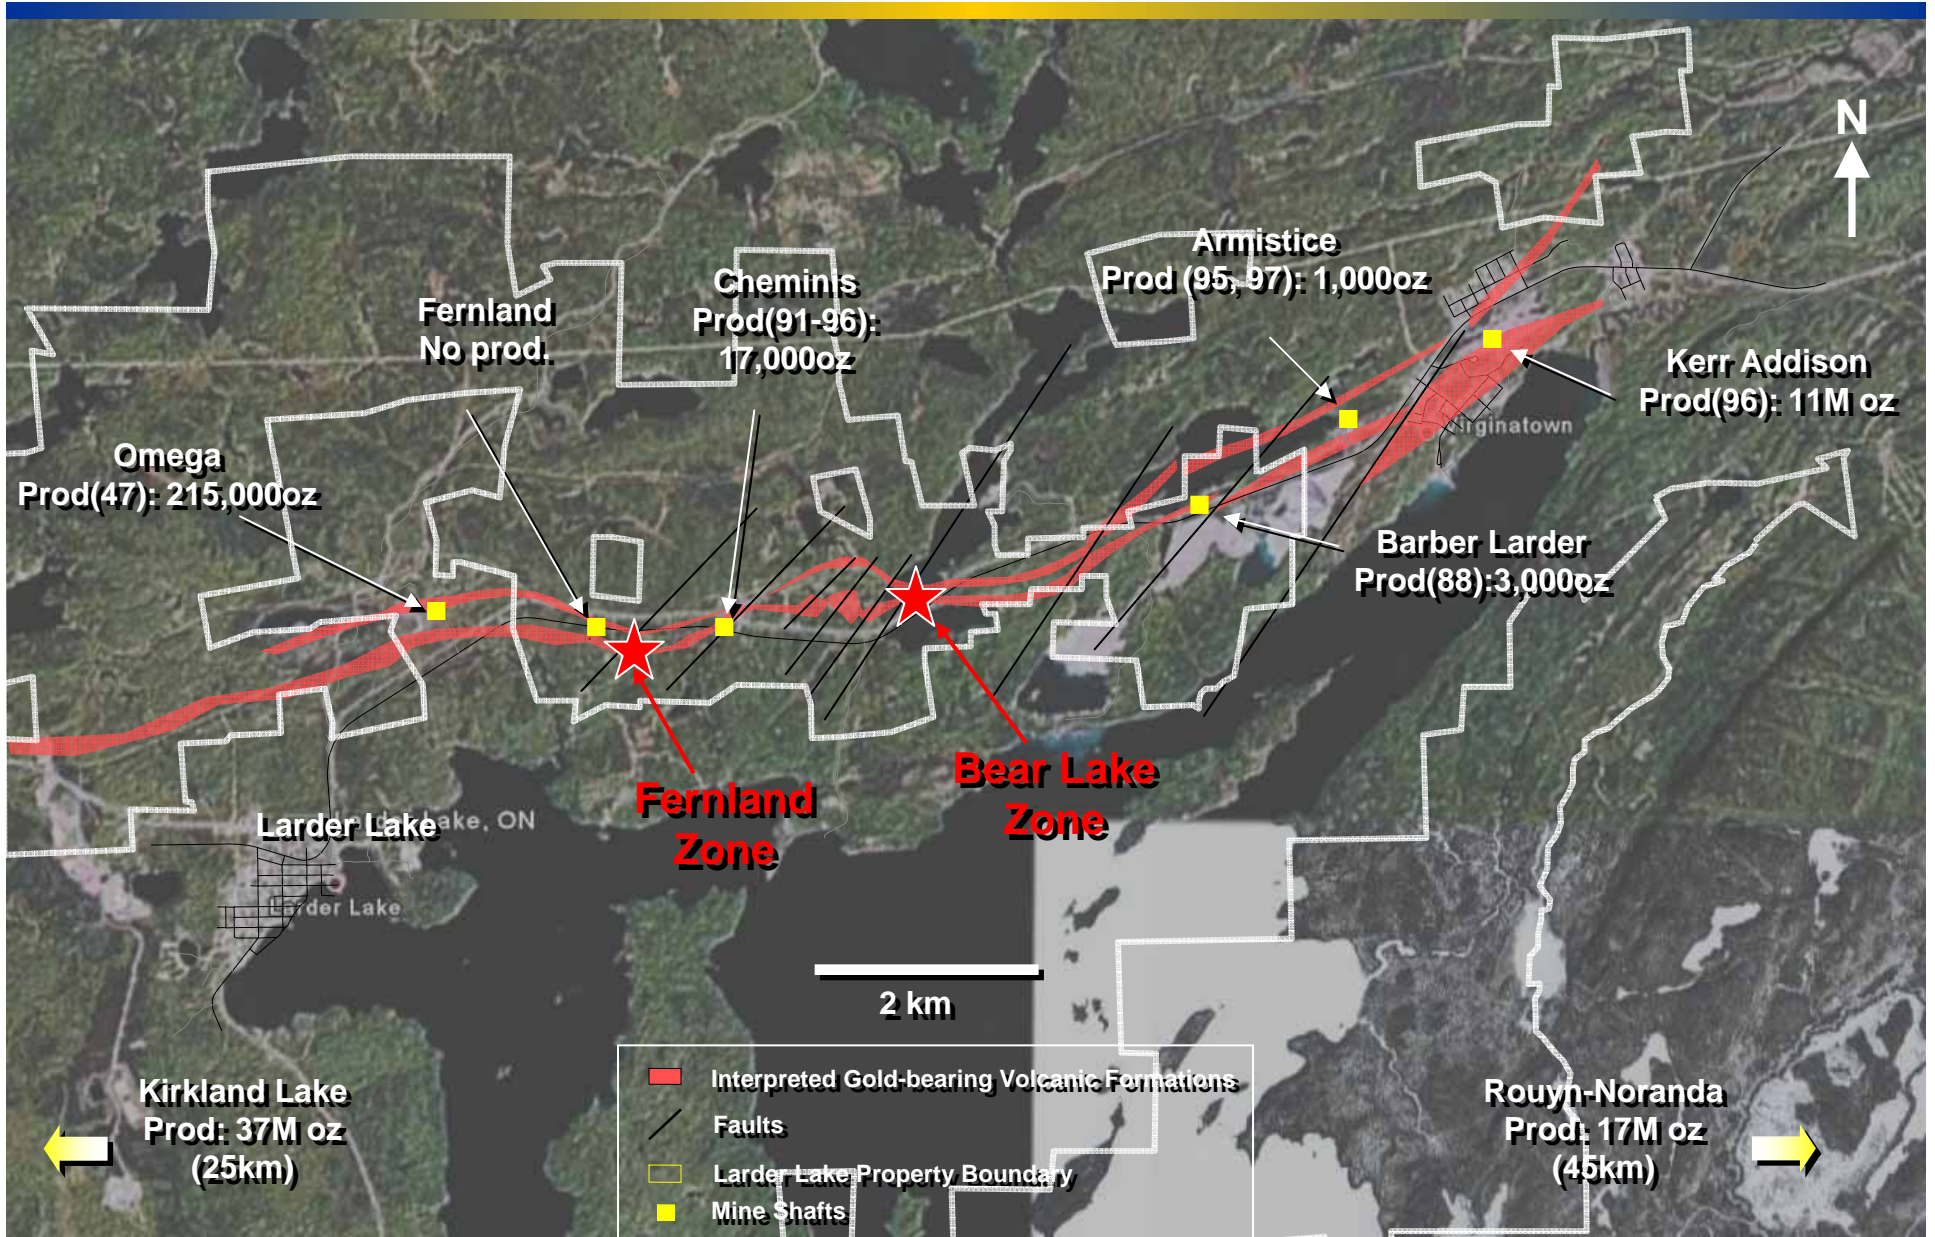 N
Armistice
Prod (95, 97): 1,000oz
Cheminis
Prod(91-96):
17,000oz
Fernland
No prod.
Kerr Addison
Prod(96): 11M oz
Virginatown
Omega
Prod(47): 215,000oz
Barber Larder
Prod(88):3,000oz
Bear Lake
Zone
Fernland
Zone
Larder Lake
Lake, ON
Larder Lake
2 km
Interpreted Gold-bearing Volcanic Formations
Faults
Larder Lake Property Boundary
Mine Shafts
Kirkland Lake
Prod: 37M oz
(25km)
Rouyn-Noranda
Prod: 17M oz
(45km)